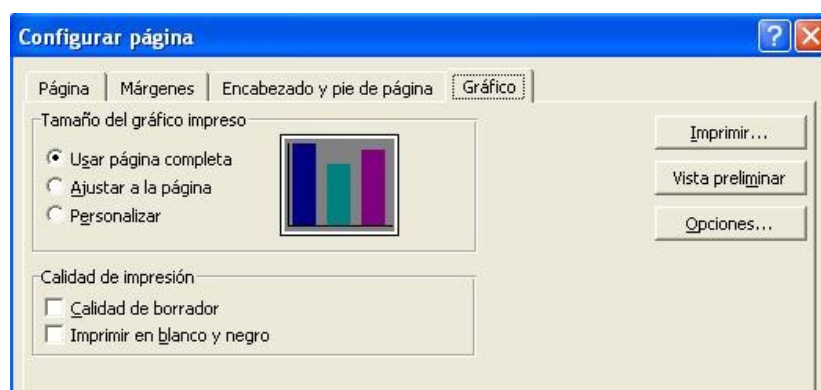 Configurar página
Página Márgenes Encabezado y pie de página Gráfico
Tamaño del gráfico impreso
Usar página completa
Ajustar a la página
Personalizar
Imprimir...
Vista preliminar
Opciones...
Calidad de impresión
Calidad de borrador
Imprimir en blanco y negro